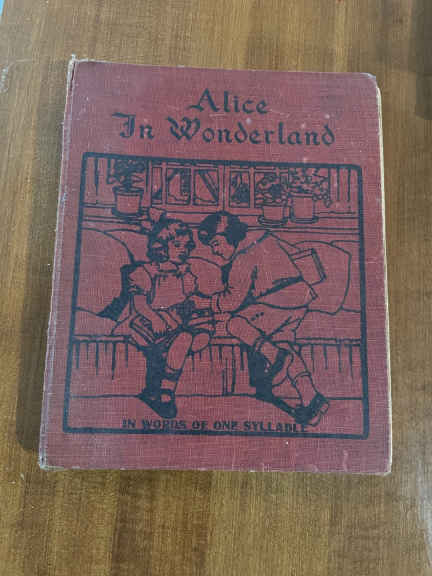 Alice
In Wonderland
IN WORDS OF ONE SYLLABLE